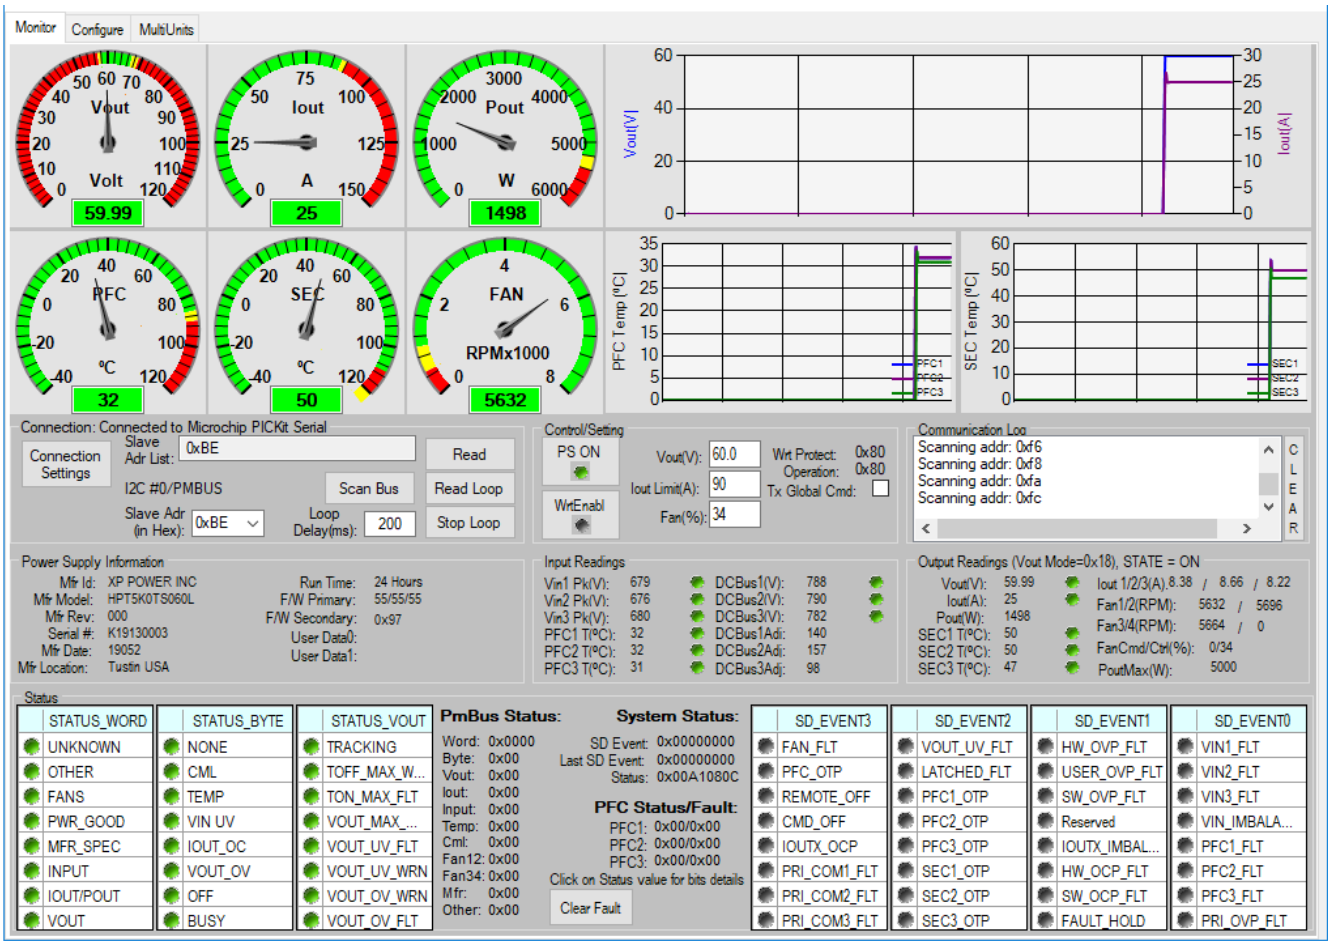 Monitor Configure MultiUnits
0 10 20 30 40 50 60 70 80 90 100 110 120
Vout
Volt
59.99
0 25 50 75 100 125 150
Iout
A
25
0 1000 2000 3000 4000 5000 6000
Pout
W
1498
60 40 20 0
Vout[V]
30 25 20 15 10 5 0
Iout[A]
-40 -20 0 20 40 60 80 100 120
PFC
ºC
32
-40 -20 0 20 40 60 80 100 120
SEC
ºC
50
0 2 4 6 8
FAN
RPMx1000
5632
35 30 25 20 15 10 5 0
PFC Temp [ºC]
PFC1
PFC2
PFC3
60 50 40 30 20 10 0
SEC Temp [ºC]
SEC1
SEC2
SEC3
Connection: Connected to Microchip PICKit Serial
Connection
Settings
Slave
Adr List: 0xBE
Read
I2C #0/PMBUS Scan Bus Read Loop
Slave Adr
(in Hex): 0xBE
Loop
Delay(ms): 200
Stop Loop
Control/Setting
PS ON
WrtEnabl
Vout(V): 60.0
Iout Limit(A): 90
Fan(%): 34
Wrt Protect: 0x80
Operation: 0x80
Tx Global Cmd:
Communication Log
Scanning addr: 0xf6
Scanning addr: 0xf8
Scanning addr: 0xfa
Scanning addr: 0xfc
C
L
E
A
R
Power Supply Information
Mfr Id: XP POWER INC Run Time: 24 Hours
Mfr Model: HPT5K0TS060L F/W Primary: 55/55/55
Mfr Rev: 000 F/W Secondary: 0x97
Serial #: K19130003 User Data0:
Mfr Date: 19052 User Data1:
Mfr Location: Tustin USA
Input Readings
Vin1 Pk(V): 679 DCBus1(V): 788
Vin2 Pk(V): 676 DCBus2(V): 790
Vin3 Pk(V): 680 DCBus3(V): 782
PFC1 T(ºC): 32 DCBus1Adj: 140
PFC2 T(ºC): 32 DCBus2Adj: 157
PFC3 T(ºC): 31 DCBus3Adj: 98
Output Readings (Vout Mode=0x18), STATE = ON
Vout(V): 59.99 Iout 1/2/3(A): 8.38 / 8.66 / 8.22
Iout(A): 25 Fan1/2(RPM): 5632 / 5696
Pout(W): 1498 Fan3/4(RPM): 5664 / 0
SEC1 T(ºC): 50
SEC2 T(ºC): 50 FanCmd/Ctrl(%): 0/34
SEC3 T(ºC): 47 PoutMax(W): 5000
Status
STATUS_WORD
UNKNOWN
OTHER
FANS
PWR_GOOD
MFR_SPEC
INPUT
IOUT/POUT
VOUT
STATUS_BYTE
NONE
CML
TEMP
VIN UV
IOUT_OC
VOUT_OV
OFF
BUSY
STATUS_VOUT
TRACKING
TOFF_MAX_W...
TON_MAX_FLT
VOUT_MAX_...
VOUT_UV_FLT
VOUT_UV_WRN
VOUT_OV_WRN
VOUT_OV_FLT
PmBus Status:
Word: 0x0000
Byte: 0x00
Vout: 0x00
Iout: 0x00
Input: 0x00
Temp: 0x00
Cml: 0x00
Fan12: 0x00
Fan34: 0x00
Mfr: 0x00
Other: 0x00
System Status:
SD Event: 0x00000000
Last SD Event: 0x00000000
Status: 0x00A1080C
PFC Status/Fault:
PFC1: 0x00/0x00
PFC2: 0x00/0x00
PFC3: 0x00/0x00
Click on Status value for bits details
Clear Fault
SD_EVENT3
FAN_FLT
PFC_OTP
REMOTE_OFF
CMD_OFF
IOUTX_OCP
PRI_COM1_FLT
PRI_COM2_FLT
PRI_COM3_FLT
SD_EVENT2
VOUT_UV_FLT
LATCHED_FLT
PFC1_OTP
PFC2_OTP
PFC3_OTP
SEC1_OTP
SEC2_OTP
SEC3_OTP
SD_EVENT1
HW_OVP_FLT
USER_OVP_FLT
SW_OVP_FLT
Reserved
IOUTX_IMBAL...
HW_OCP_FLT
SW_OCP_FLT
FAULT_HOLD
SD_EVENT0
VIN1_FLT
VIN2_FLT
VIN3_FLT
VIN_IMBALA...
PFC1_FLT
PFC2_FLT
PFC3_FLT
PRI_OVP_FLT